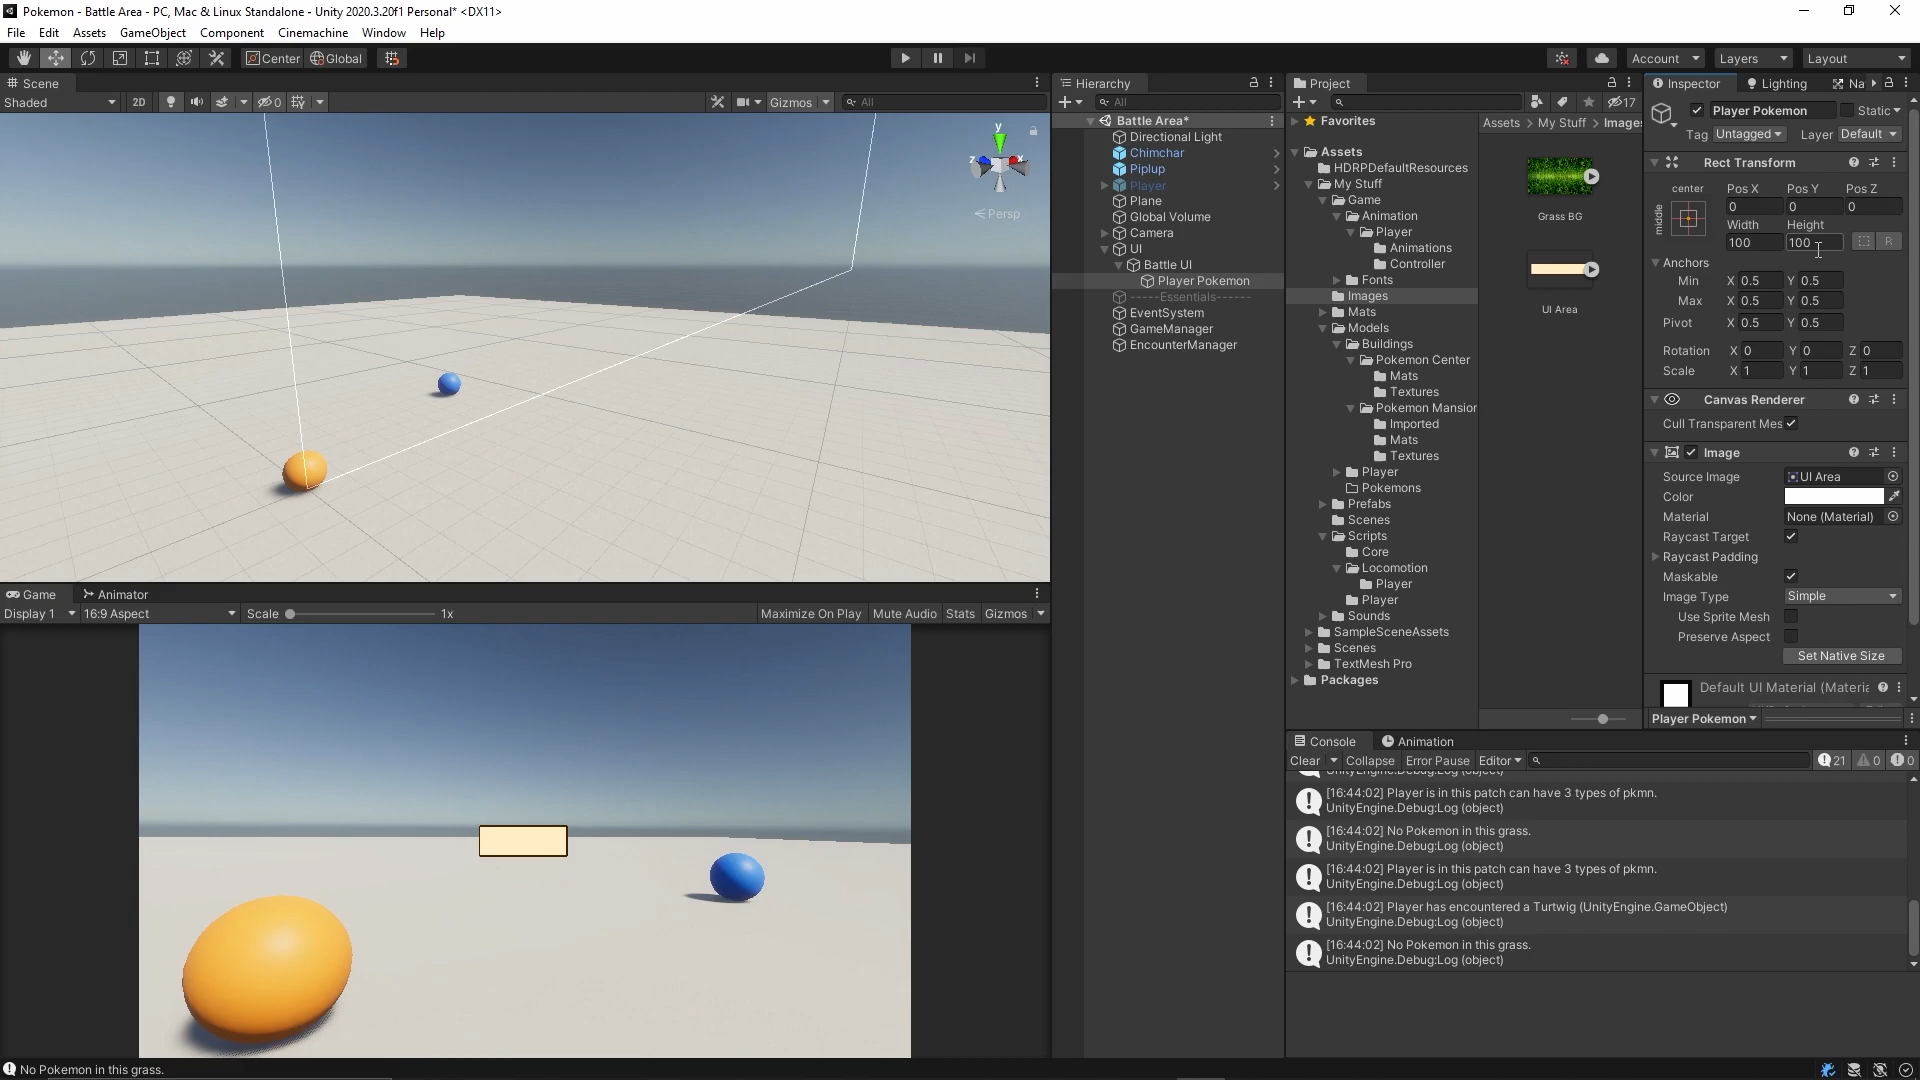 Pokemon - Battle Area - PC, Mac & Linux Standalone - Unity 2020.3.20f1 Personal* <DX11>
File Edit Assets GameObject Component Cinemachine Window Help
Center Global Account Layers Layout
Scene
Shaded 2D 0 Gizmos All
y
z x
Persp
Game Animator
Display 1 16:9 Aspect Scale 1x Maximize On Play Mute Audio Stats Gizmos
Hierarchy
All
Battle Area*
Directional Light
Chimchar
Piplup
Player
Plane
Global Volume
Camera
UI
Battle UI
Player Pokemon
------Essentials------
EventSystem
GameManager
EncounterManager
Project
17
Favorites
Assets
HDRPDefaultResources
My Stuff
Game
Animation
Player
Animations
Controller
Fonts
Images
Mats
Models
Buildings
Pokemon Center
Mats
Textures
Pokemon Mansion
Imported
Mats
Textures
Player
Pokemons
Prefabs
Scenes
Scripts
Core
Locomotion
Player
Player
Sounds
SampleSceneAssets
Scenes
TextMesh Pro
Packages
Assets > My Stuff > Images
Grass BG
UI Area
Inspector Lighting Na
Player Pokemon Static
Tag Untagged Layer Default
Rect Transform
center Pos X Pos Y Pos Z
middle 0 0 0
Width Height
100 100 R
Anchors
Min X 0.5 Y 0.5
Max X 0.5 Y 0.5
Pivot X 0.5 Y 0.5
Rotation X 0 Y 0 Z 0
Scale X 1 Y 1 Z 1
Canvas Renderer
Cull Transparent Mes
Image
Source Image UI Area
Color
Material None (Material)
Raycast Target
Raycast Padding
Maskable
Image Type Simple
Use Sprite Mesh
Preserve Aspect
Set Native Size
Default UI Material (Materia
Player Pokemon
Console Animation
Clear Collapse Error Pause Editor 21 0 0
UnityEngine.Debug:Log (object)
[16:44:02] Player is in this patch can have 3 types of pkmn.
UnityEngine.Debug:Log (object)
[16:44:02] No Pokemon in this grass.
UnityEngine.Debug:Log (object)
[16:44:02] Player is in this patch can have 3 types of pkmn.
UnityEngine.Debug:Log (object)
[16:44:02] Player has encountered a Turtwig (UnityEngine.GameObject)
UnityEngine.Debug:Log (object)
[16:44:02] No Pokemon in this grass.
UnityEngine.Debug:Log (object)
No Pokemon in this grass.